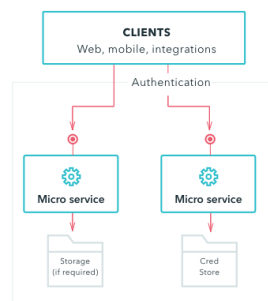 CLIENTS
Web, mobile, integrations
Authentication
Micro service
Micro service
Storage
(if required)
Cred
Store